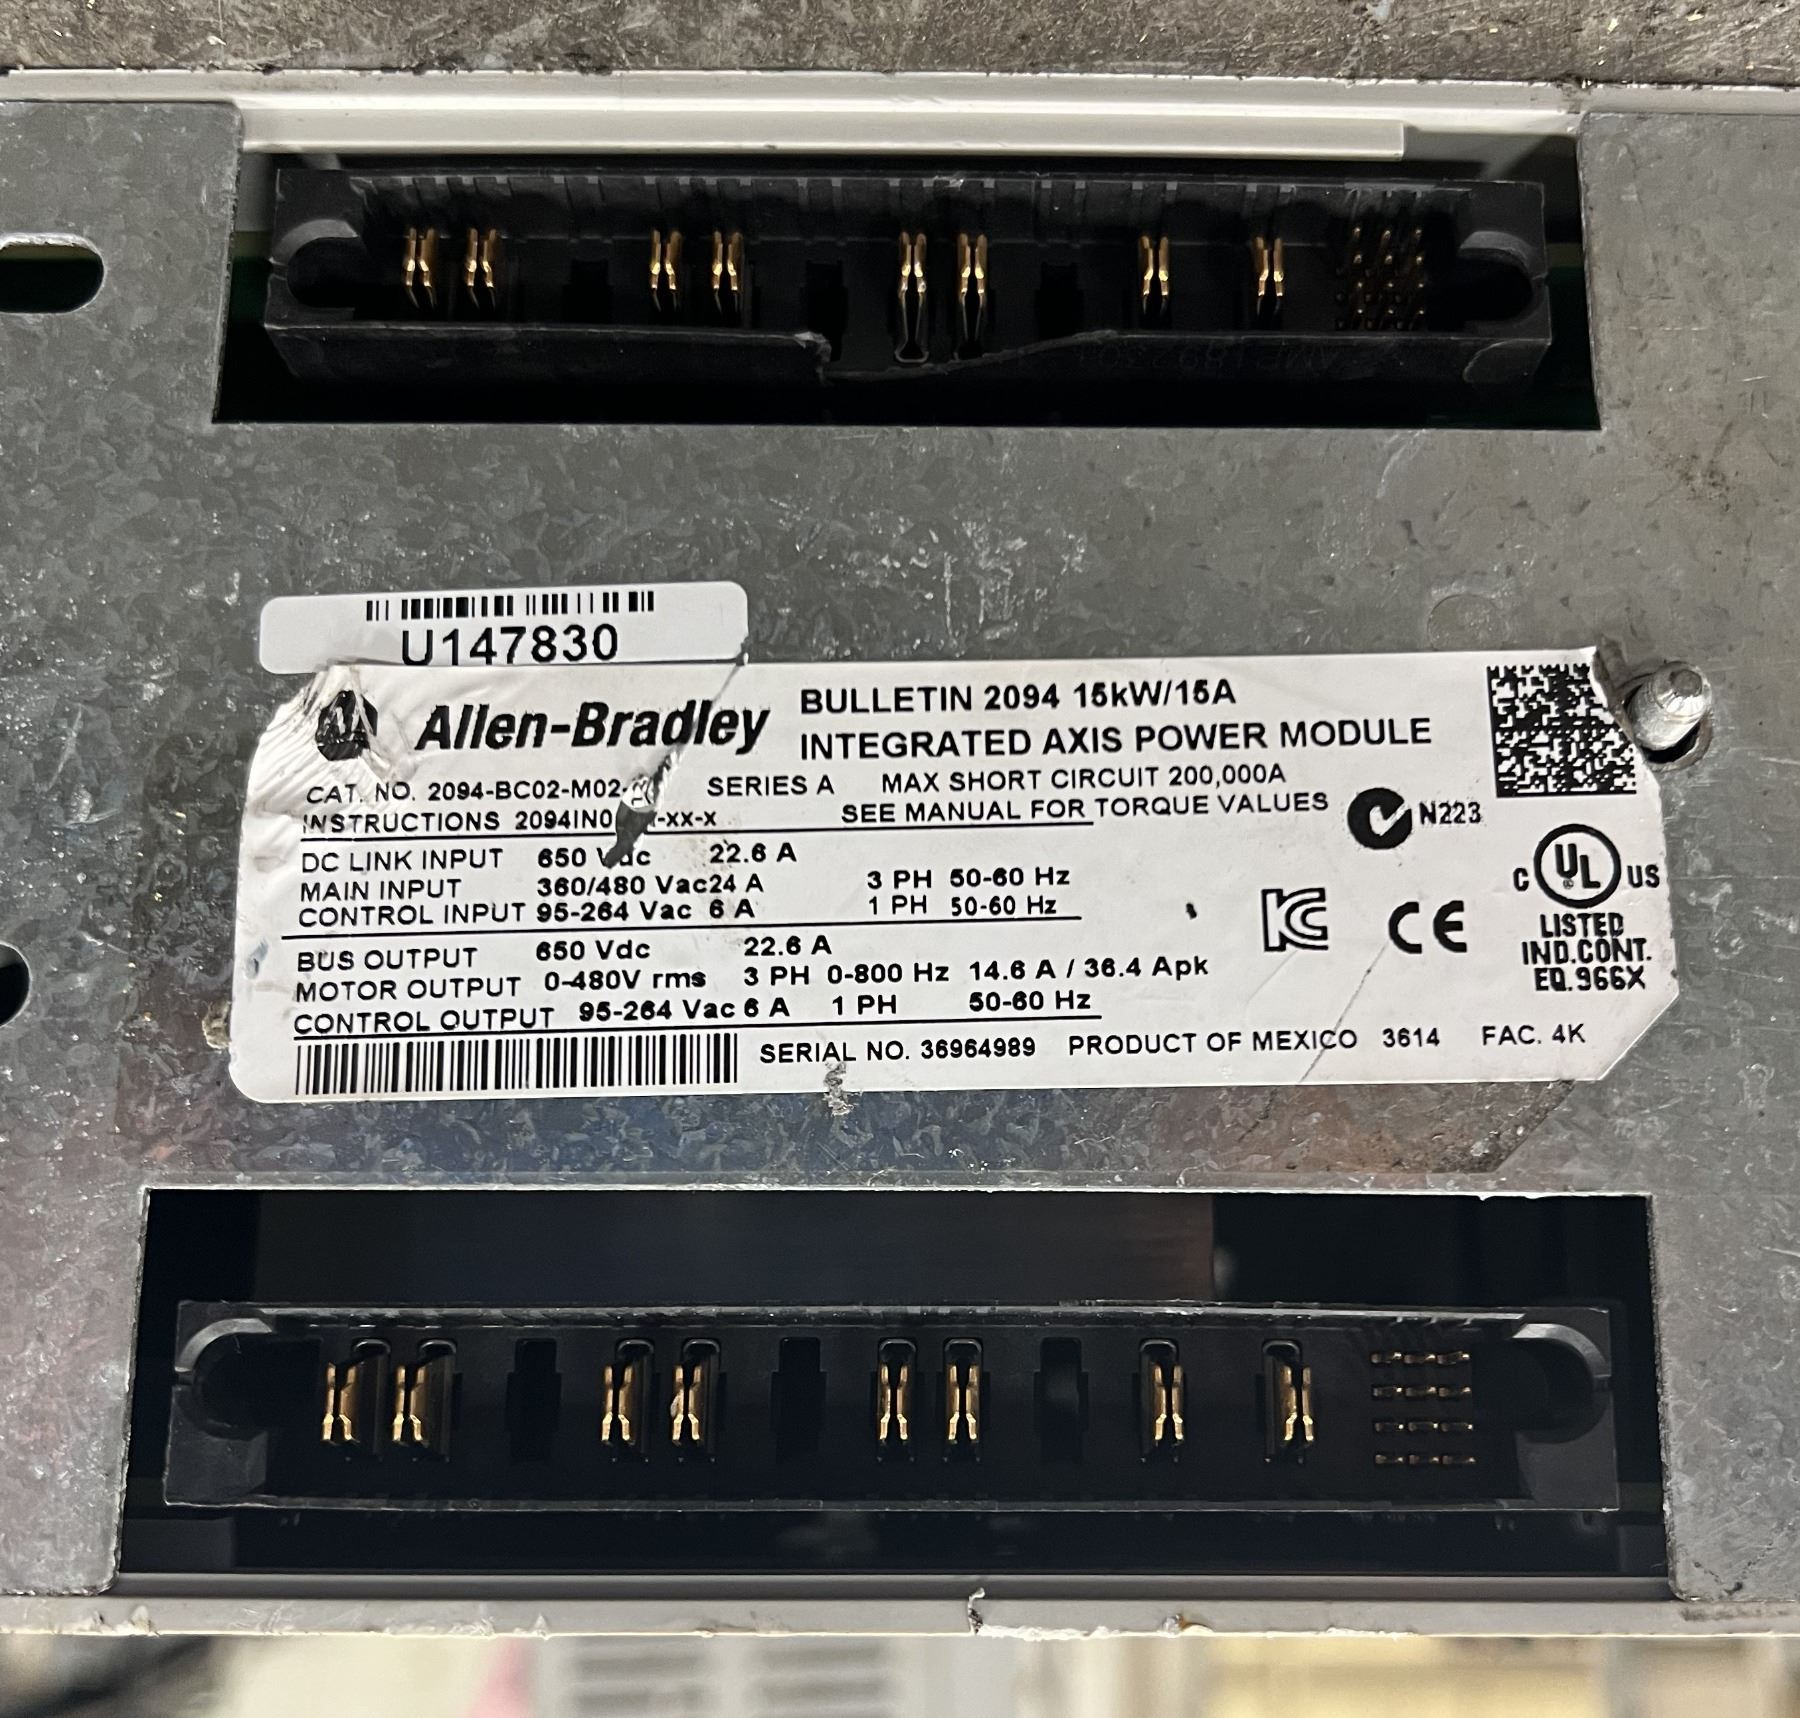 U147830
Allen-Bradley
BULLETIN 2094 15kW/15A
INTEGRATED AXIS POWER MODULE
CAT. NO. 2094-BC02-M02- SERIES A MAX SHORT CIRCUIT 200,000A
INSTRUCTIONS 2094IN0 -XX-X SEE MANUAL FOR TORQUE VALUES
N223
DC LINK INPUT 650 Vdc 22.6 A
MAIN INPUT 360/480 Vac24 A 3 PH 50-60 Hz
CONTROL INPUT 95-264 Vac 6 A 1 PH 50-60 Hz
BUS OUTPUT 650 Vdc 22.6 A
MOTOR OUTPUT 0-480V rms 3 PH 0-800 Hz 14.6 A / 36.4 Apk
CONTROL OUTPUT 95-264 Vac 6 A 1 PH 50-60 Hz
KC
CE
C UL US
LISTED
IND.CONT.
EQ.966X
SERIAL NO. 36964989 PRODUCT OF MEXICO 3614 FAC. 4K